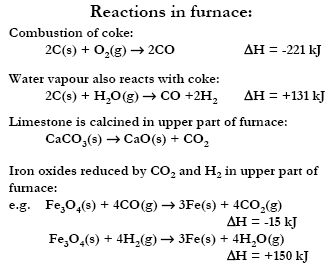 Reactions in furnace:
Combustion of coke:
2C(s) + O₂(g) → 2CO ΔH = -221 kJ
Water vapour also reacts with coke:
2C(s) + H₂O(g) → CO +2H₂ ΔH = +131 kJ
Limestone is calcined in upper part of furnace:
CaCO₃(s) → CaO(s) + CO₂
Iron oxides reduced by CO₂ and H₂ in upper part of
furnace:
e.g. Fe₃O₄(s) + 4CO(g) → 3Fe(s) + 4CO₂(g)
ΔH = -15 kJ
Fe₃O₄(s) + 4H₂(g) → 3Fe(s) + 4H₂O(g)
ΔH = +150 kJ